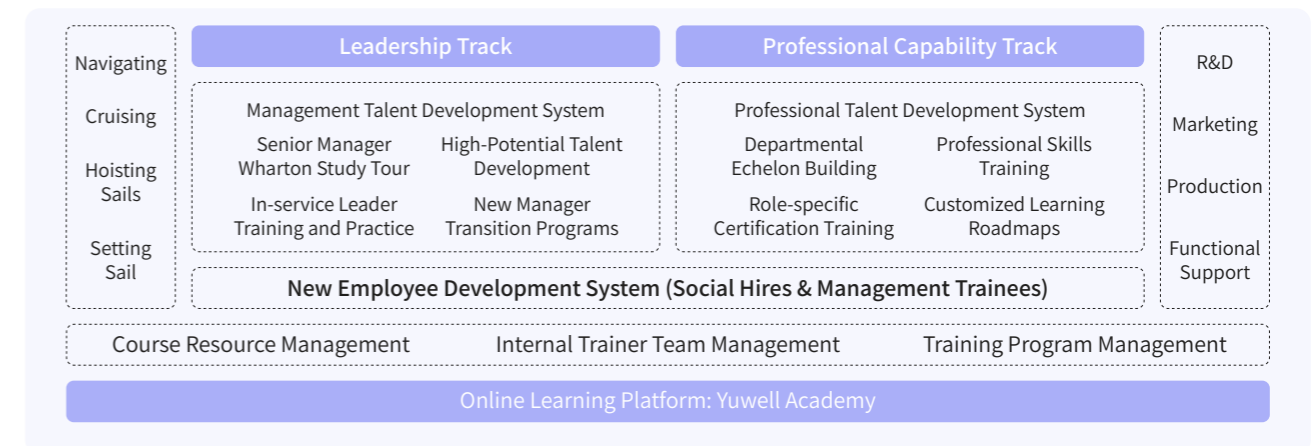 Navigating
Cruising
Hoisting
Sails
Setting
Sail
Leadership Track
Management Talent Development System
Senior Manager
Wharton Study Tour
High-Potential Talent
Development
In-service Leader
Training and Practice
New Manager
Transition Programs
Professional Capability Track
Professional Talent Development System
Departmental
Echelon Building
Professional Skills
Training
Role-specific
Certification Training
Customized Learning
Roadmaps
New Employee Development System (Social Hires & Management Trainees)
R&D
Marketing
Production
Functional
Support
Course Resource Management
Internal Trainer Team Management
Training Program Management
Online Learning Platform: Yuwell Academy